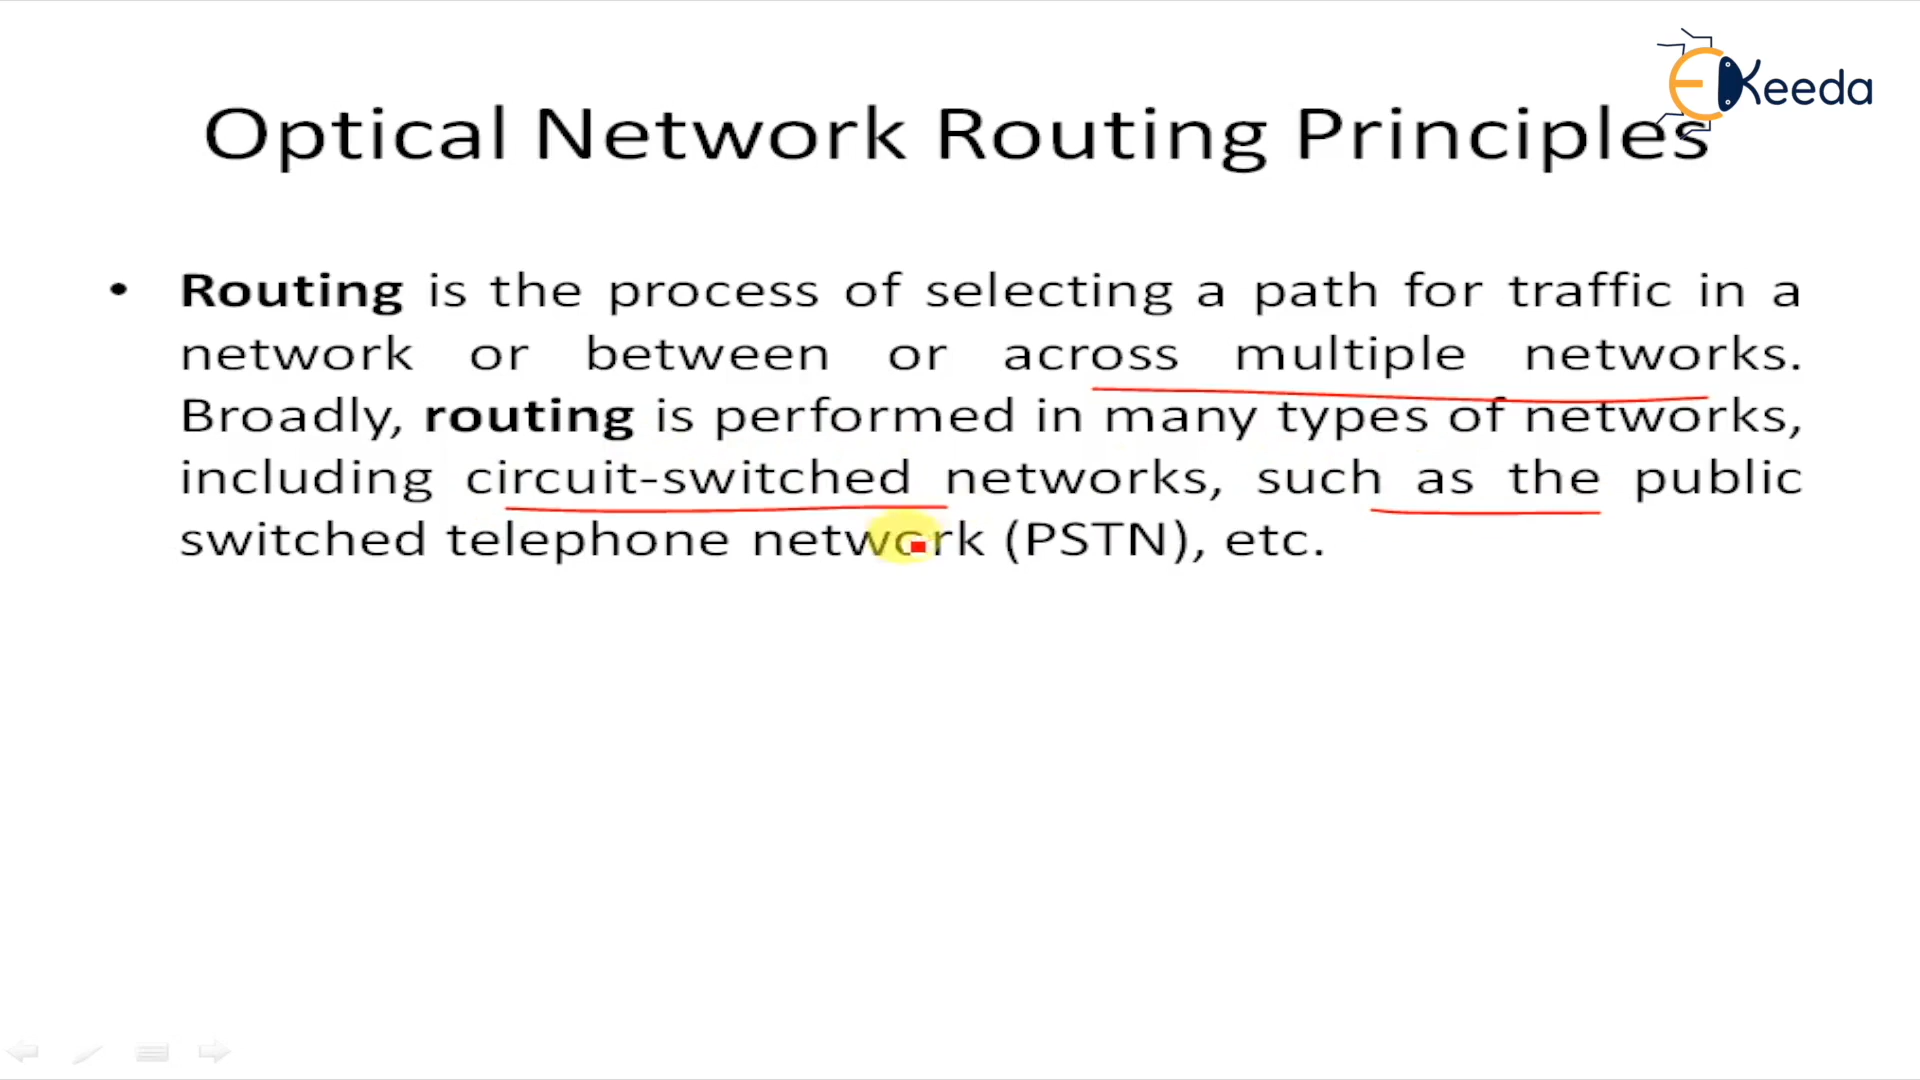 EKeeda
Optical Network Routing Principles
• Routing is the process of selecting a path for traffic in a
network or between or across multiple networks.
Broadly, routing is performed in many types of networks,
including circuit-switched networks, such as the public
switched telephone network (PSTN), etc.